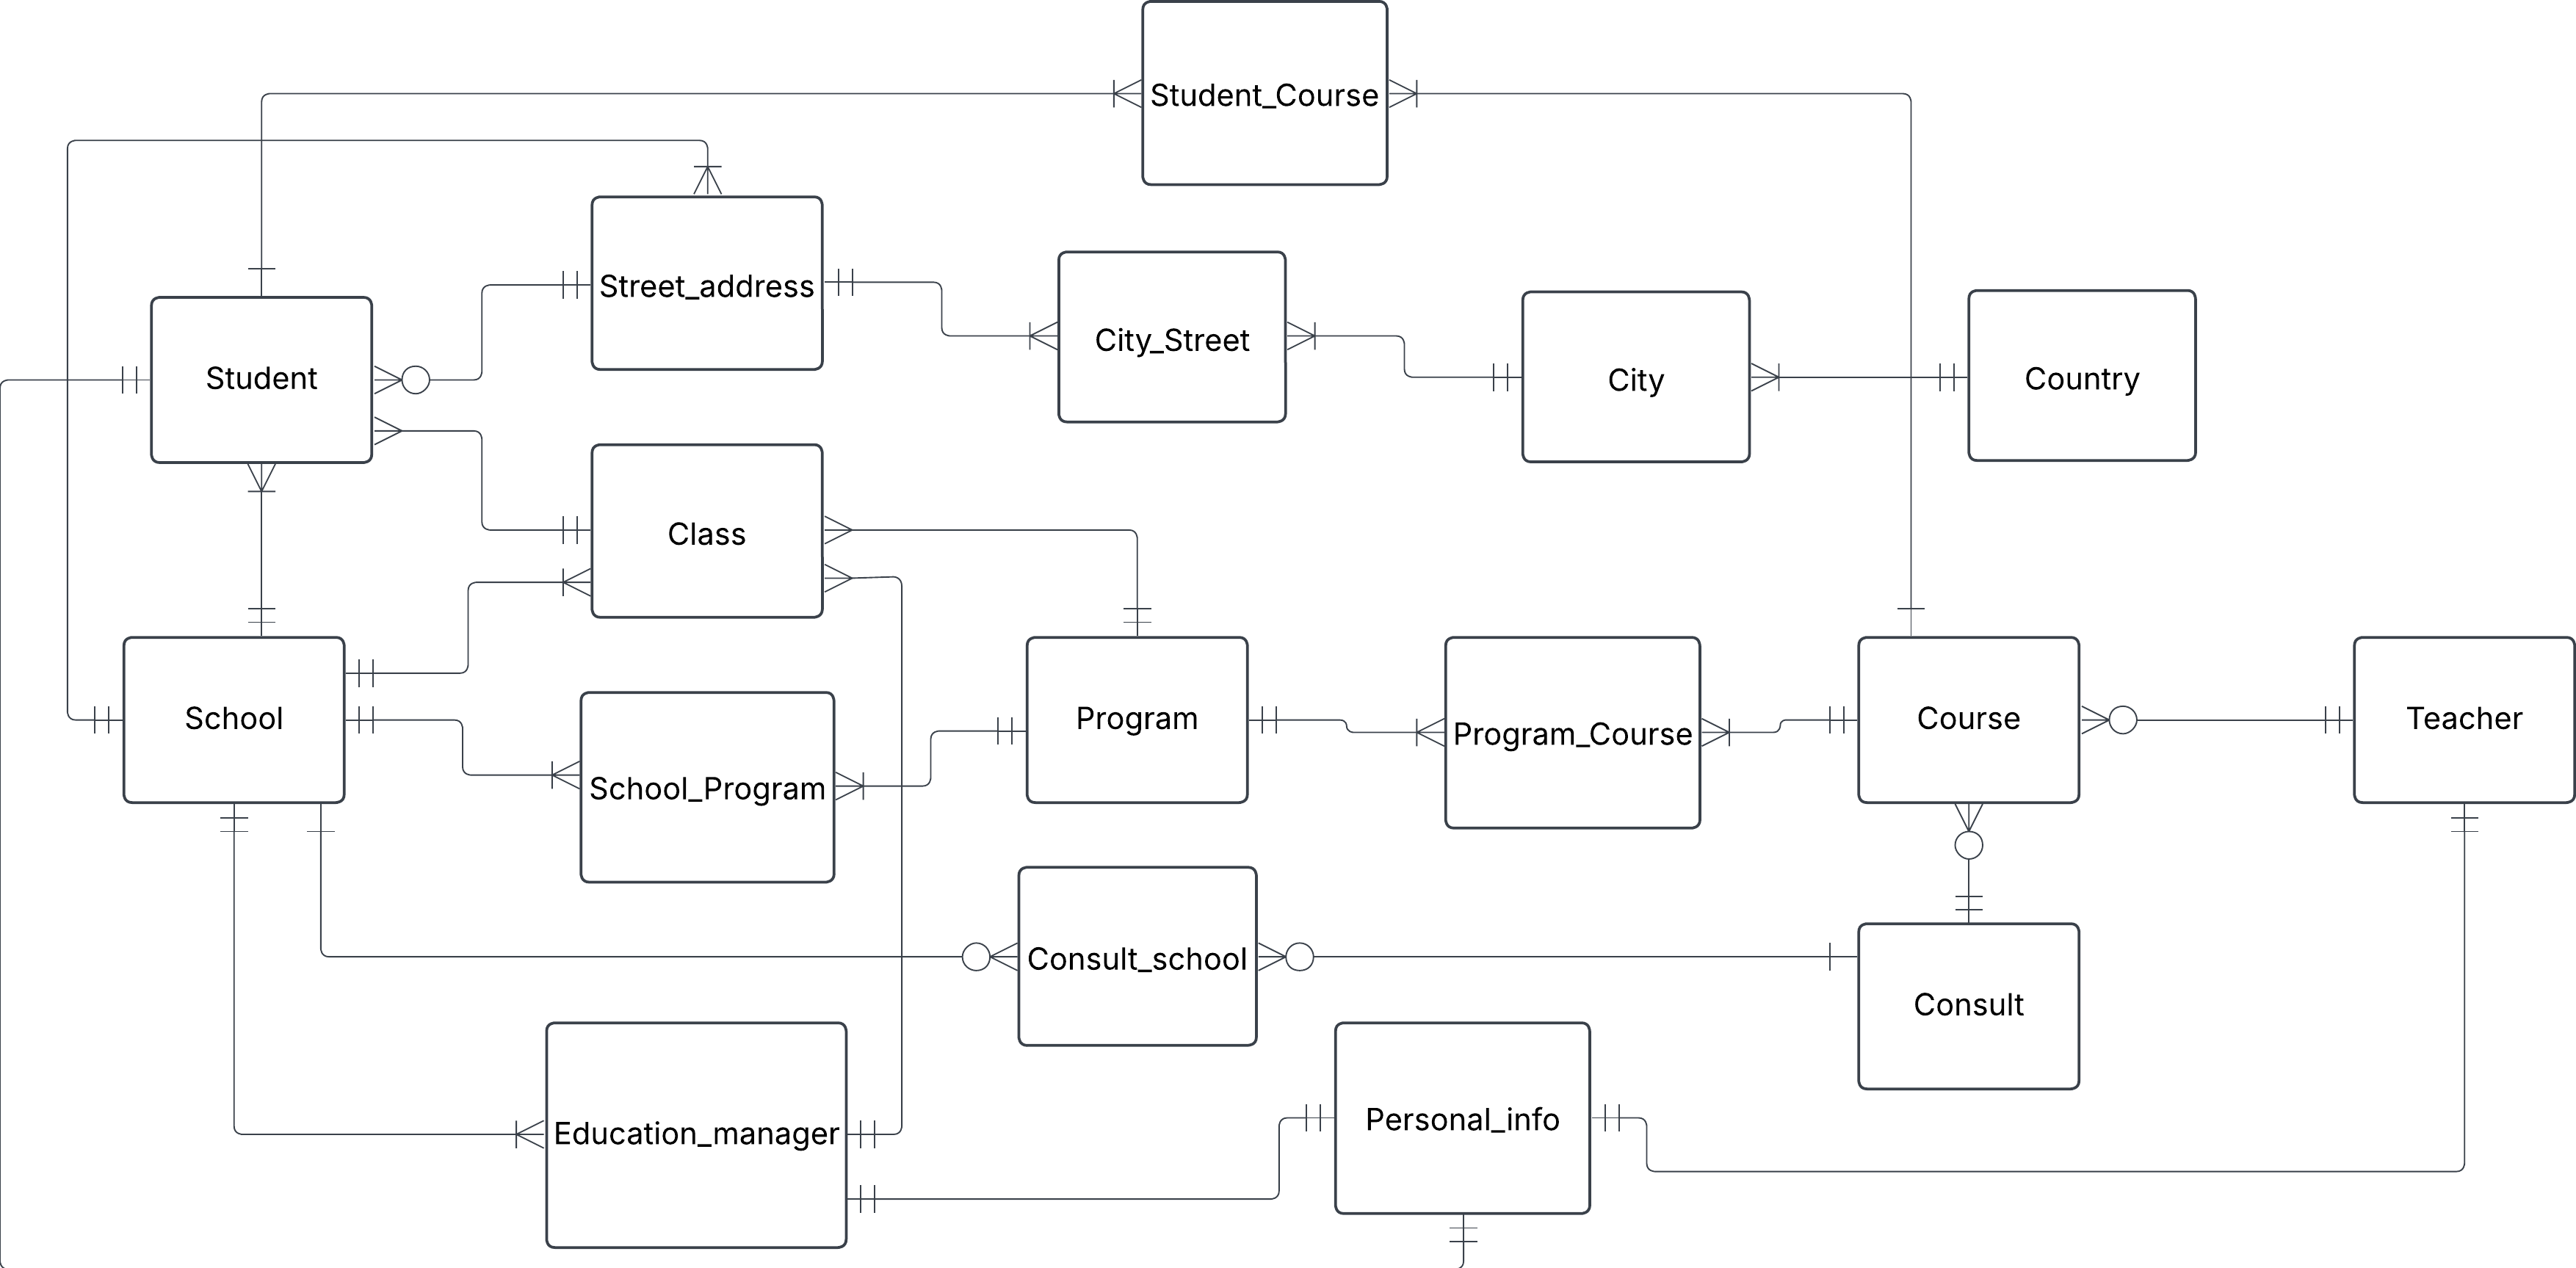 Student_Course
Street_address
City_Street
Student
City
Country
Class
School
Program
Program_Course
Course
Teacher
School_Program
Consult_school
Consult
Education_manager
Personal_info